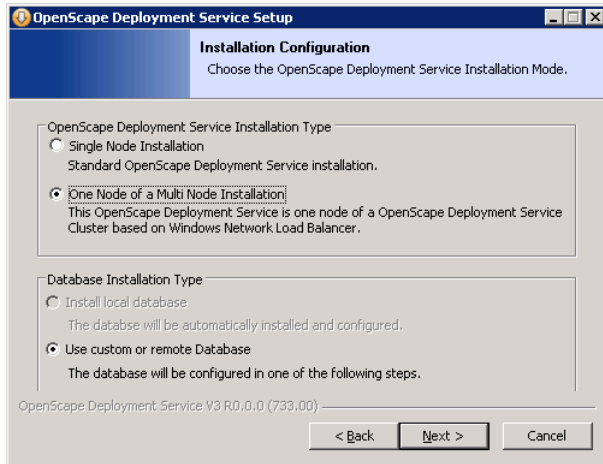 OpenScape Deployment Service Setup
Installation Configuration
Choose the OpenScape Deployment Service Installation Mode.
OpenScape Deployment Service Installation Type
Single Node Installation
Standard OpenScape Deployment Service installation.
One Node of a Multi Node Installation
This OpenScape Deployment Service is one node of a OpenScape Deployment Service
Cluster based on Windows Network Load Balancer.
Database Installation Type
Install local database
The databse will be automatically installed and configured.
Use custom or remote Database
The database will be configured in one of the following steps.
OpenScape Deployment Service V3 R0.0.0 (733.00)
< Back Next > Cancel